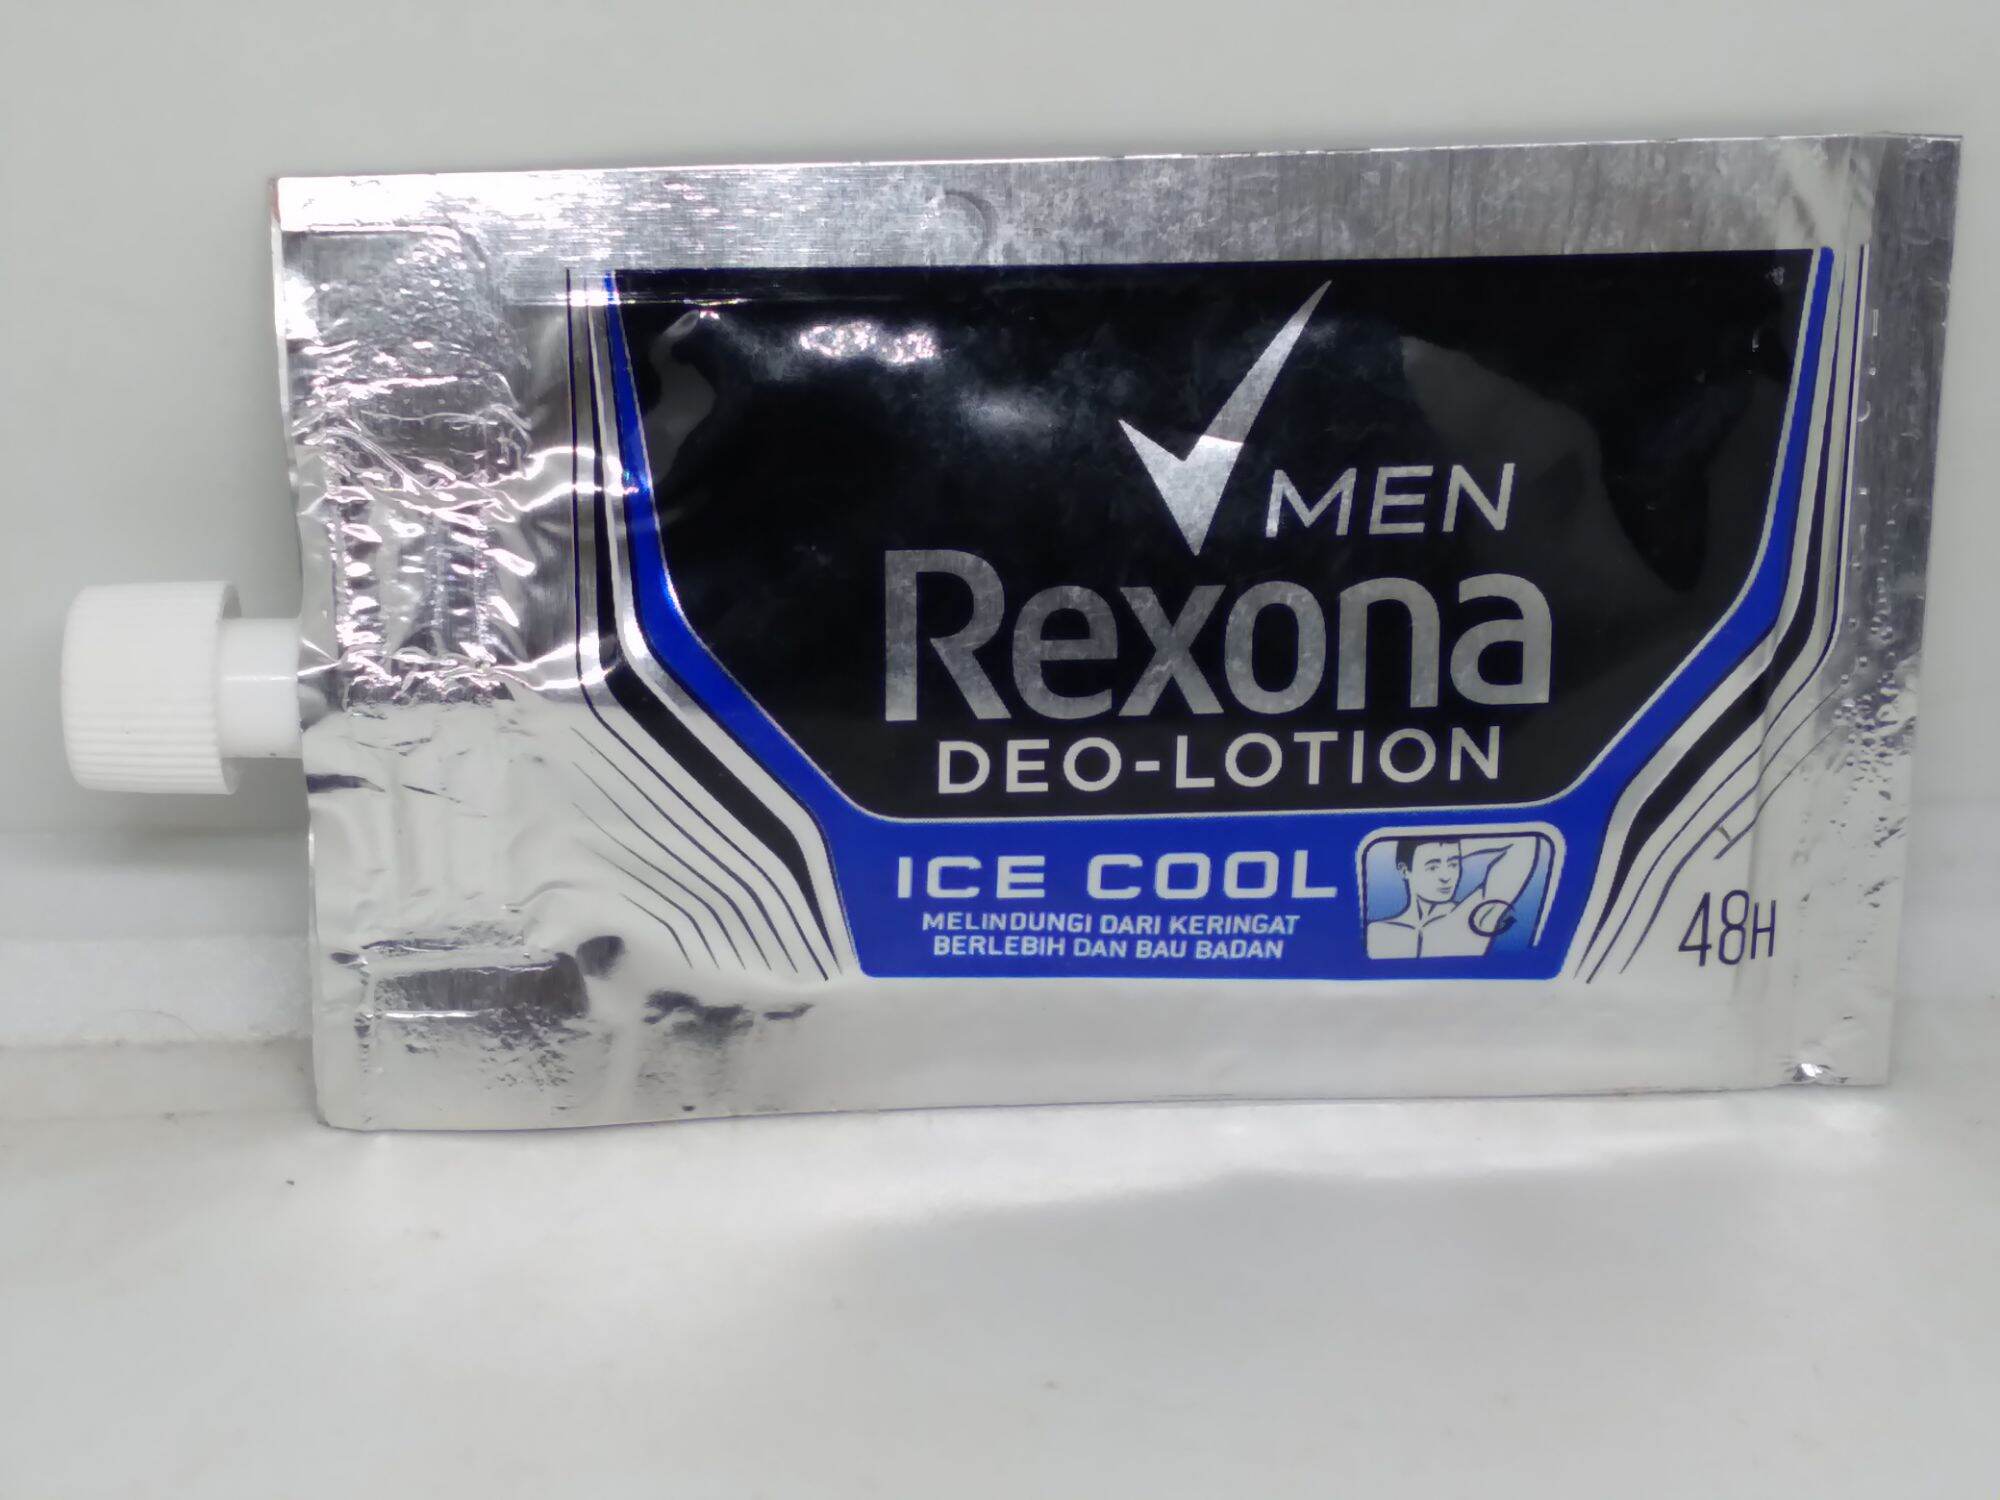 MEN
Rexona
DEO-LOTION
ICE COOL
MELINDUNGI DARI KERINGAT
BERLEBIH DAN BAU BADAN
48H